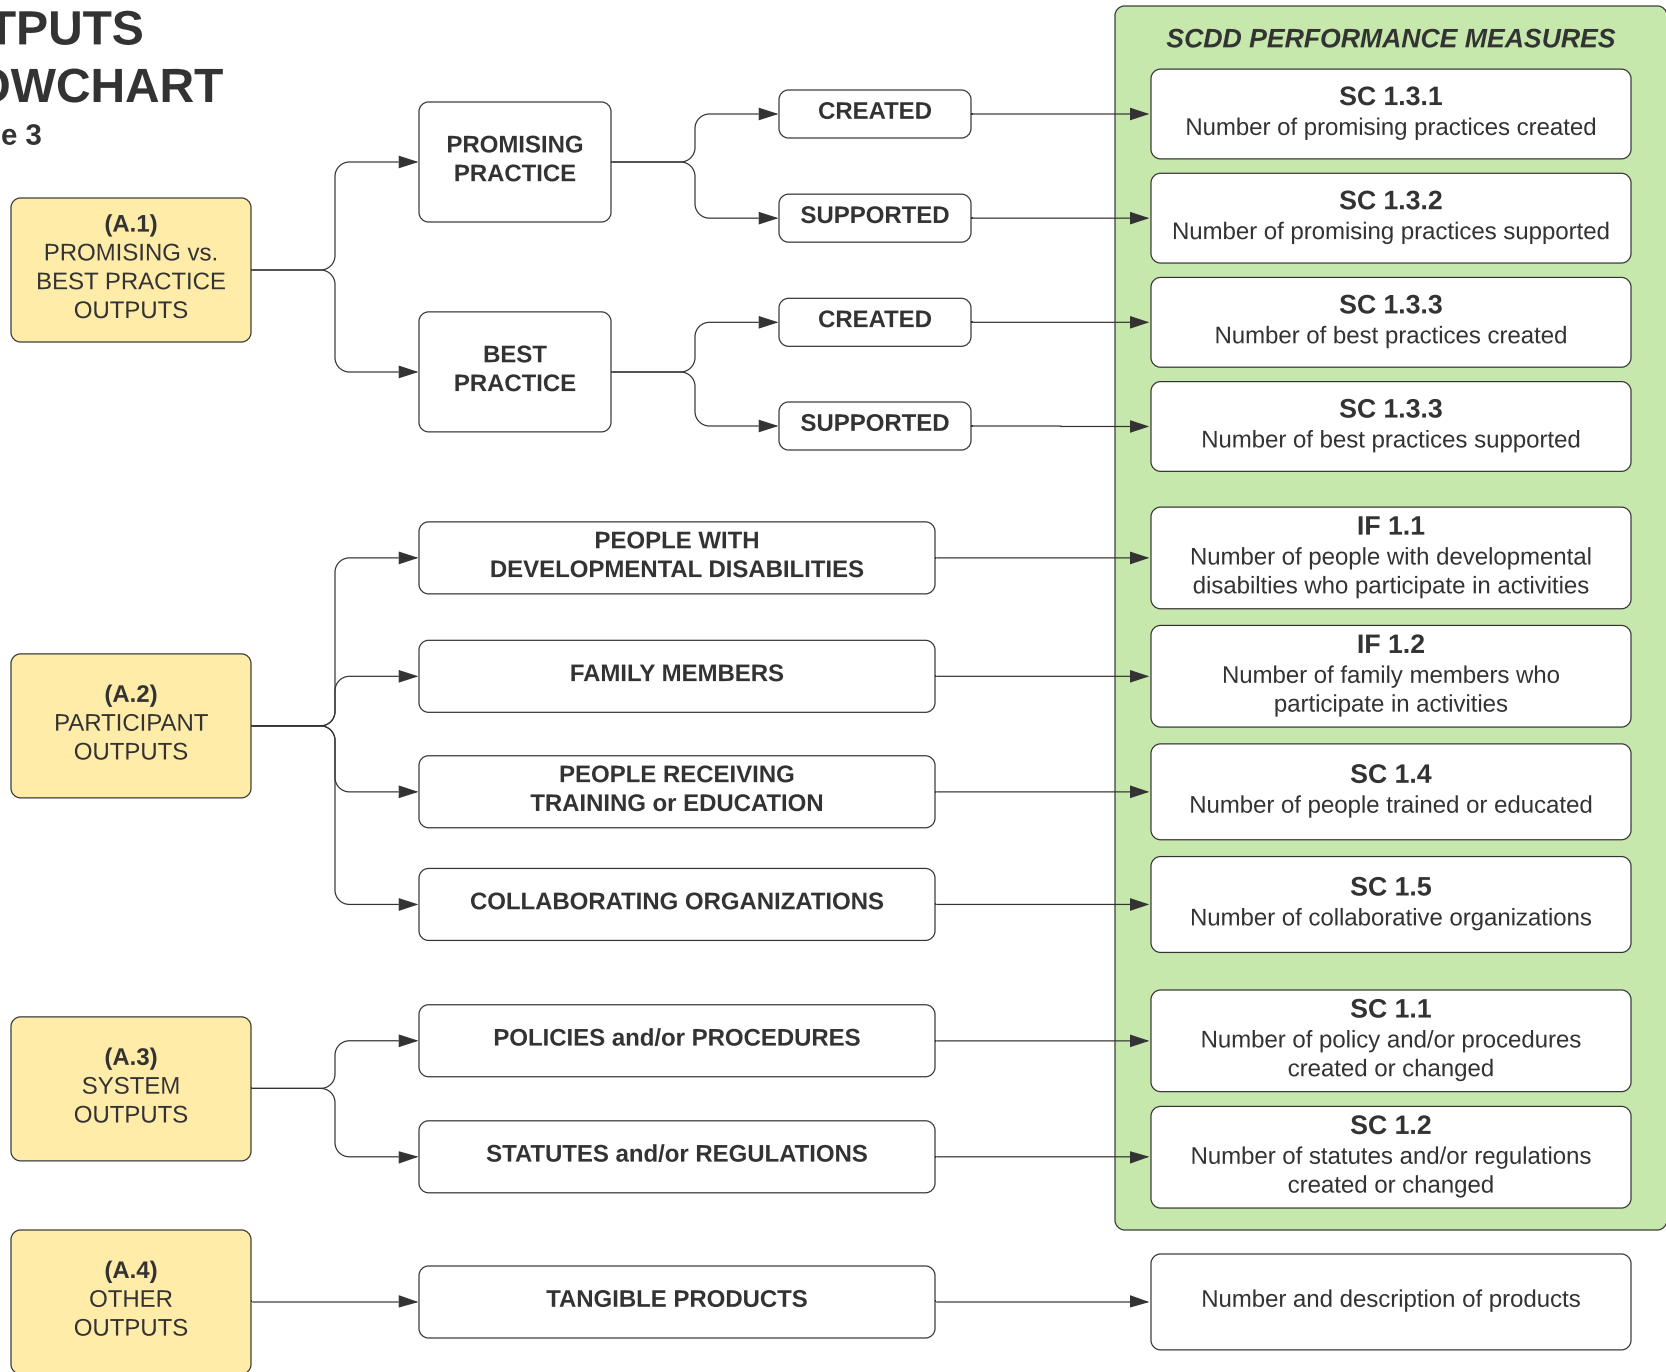 TPUTS
OWCHART
e 3
SCDD PERFORMANCE MEASURES
(A.1)
PROMISING vs.
BEST PRACTICE
OUTPUTS
PROMISING
PRACTICE
CREATED
SC 1.3.1
Number of promising practices created
SUPPORTED
SC 1.3.2
Number of promising practices supported
BEST
PRACTICE
CREATED
SC 1.3.3
Number of best practices created
SUPPORTED
SC 1.3.3
Number of best practices supported
(A.2)
PARTICIPANT
OUTPUTS
PEOPLE WITH
DEVELOPMENTAL DISABILITIES
IF 1.1
Number of people with developmental
disabilties who participate in activities
FAMILY MEMBERS
IF 1.2
Number of family members who
participate in activities
PEOPLE RECEIVING
TRAINING or EDUCATION
SC 1.4
Number of people trained or educated
COLLABORATING ORGANIZATIONS
SC 1.5
Number of collaborative organizations
(A.3)
SYSTEM
OUTPUTS
POLICIES and/or PROCEDURES
SC 1.1
Number of policy and/or procedures
created or changed
STATUTES and/or REGULATIONS
SC 1.2
Number of statutes and/or regulations
created or changed
(A.4)
OTHER
OUTPUTS
TANGIBLE PRODUCTS
Number and description of products